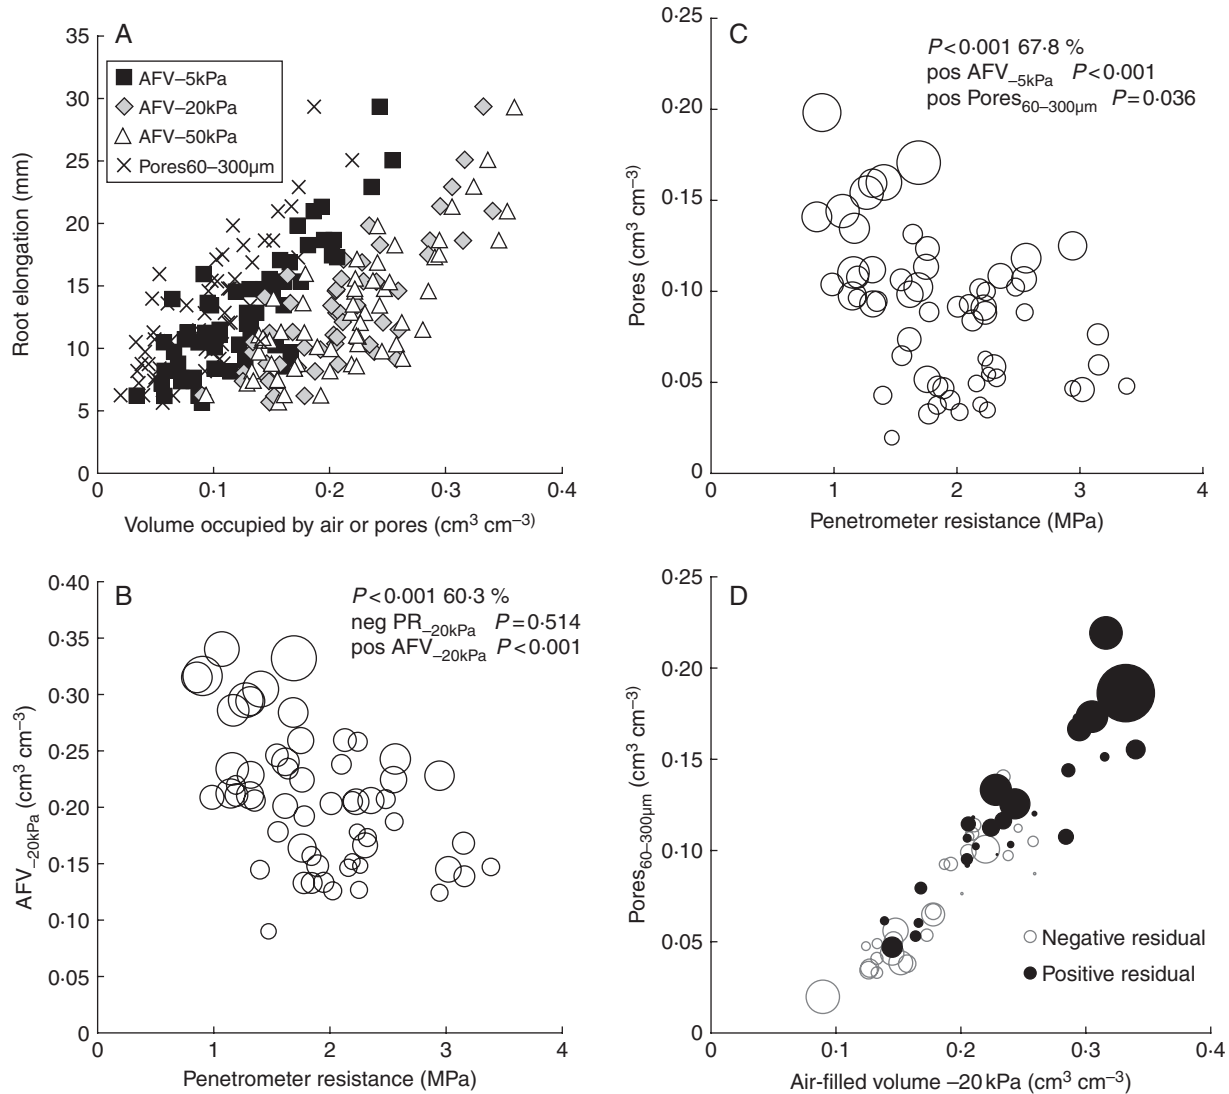 A
35
30
25
20
15
10
5
0
Root elongation (mm)
AFV–5kPa
AFV–20kPa
AFV–50kPa
Pores60–300µm
0
0·1
0·2
0·3
0·4
Volume occupied by air or pores (cm³ cm⁻³)
C
0·25
0·20
0·15
0·10
0·05
0
Pores (cm³ cm⁻³)
P<0·001 67·8 %
pos AFV₋₅ₖPa P<0·001
pos Pores₆₀₋₃₀₀µm P=0·036
0
1
2
3
4
Penetrometer resistance (MPa)
B
0·40
0·35
0·30
0·25
0·20
0·15
0·10
0·05
0
AFV₋₂₀ₖPa (cm³ cm⁻³)
P<0·001 60·3 %
neg PR₋₂₀ₖPa P=0·514
pos AFV₋₂₀ₖPa P<0·001
0
1
2
3
4
Penetrometer resistance (MPa)
D
0·25
0·20
0·15
0·10
0·05
0
Pores₆₀₋₃₀₀µm (cm³ cm⁻³)
Negative residual
Positive residual
0
0·1
0·2
0·3
0·4
Air-filled volume –20 kPa (cm³ cm⁻³)